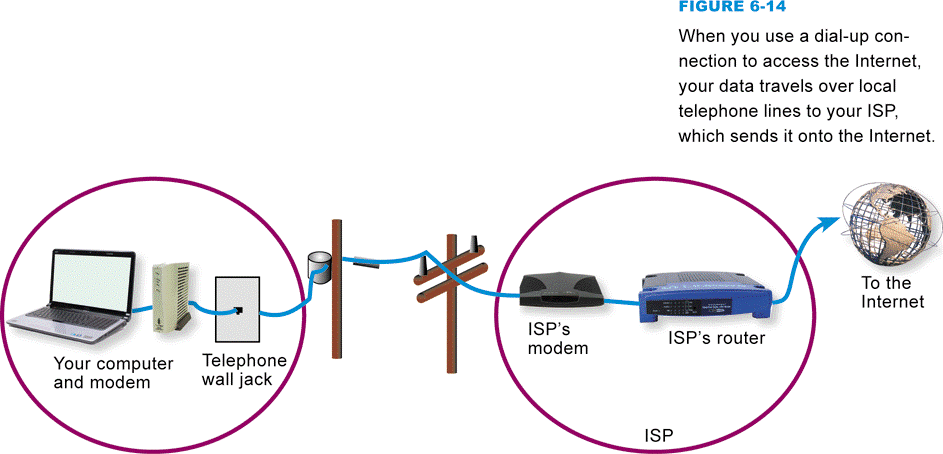 FIGURE 6-14
When you use a dial-up con-
nection to access the Internet,
your data travels over local
telephone lines to your ISP,
which sends it onto the Internet.
Your computer
and modem
Telephone
wall jack
ISP's
modem
ISP's router
To the
Internet
ISP